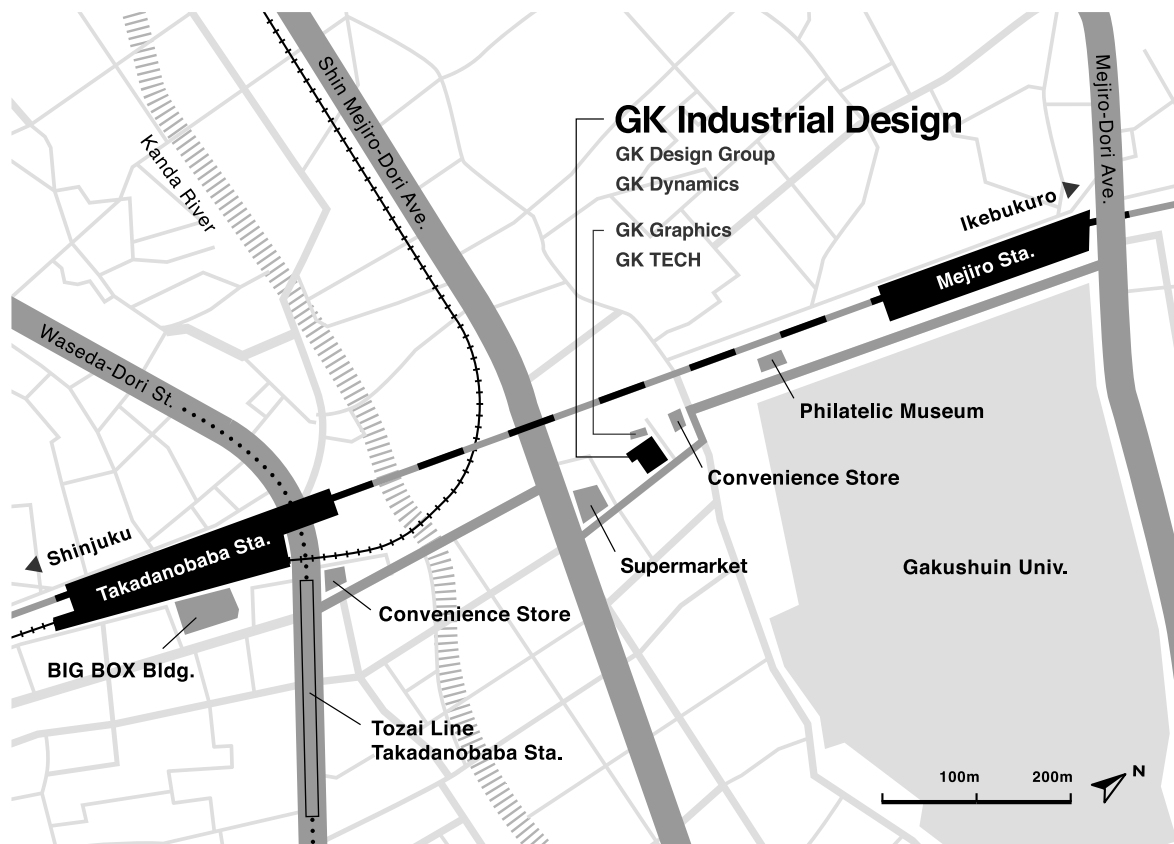 Shin Mejiro-Dori Ave.
Mejiro-Dori Ave.
Kanda River
GK Industrial Design
GK Design Group
GK Dynamics
GK Graphics
GK TECH
Ikebukuro
Mejiro Sta.
Waseda-Dori St.
Philatelic Museum
Convenience Store
Shinjuku
Takadanobaba Sta.
Supermarket
Gakushuin Univ.
Convenience Store
BIG BOX Bldg.
Tozai Line
Takadanobaba Sta.
100m
200m
N